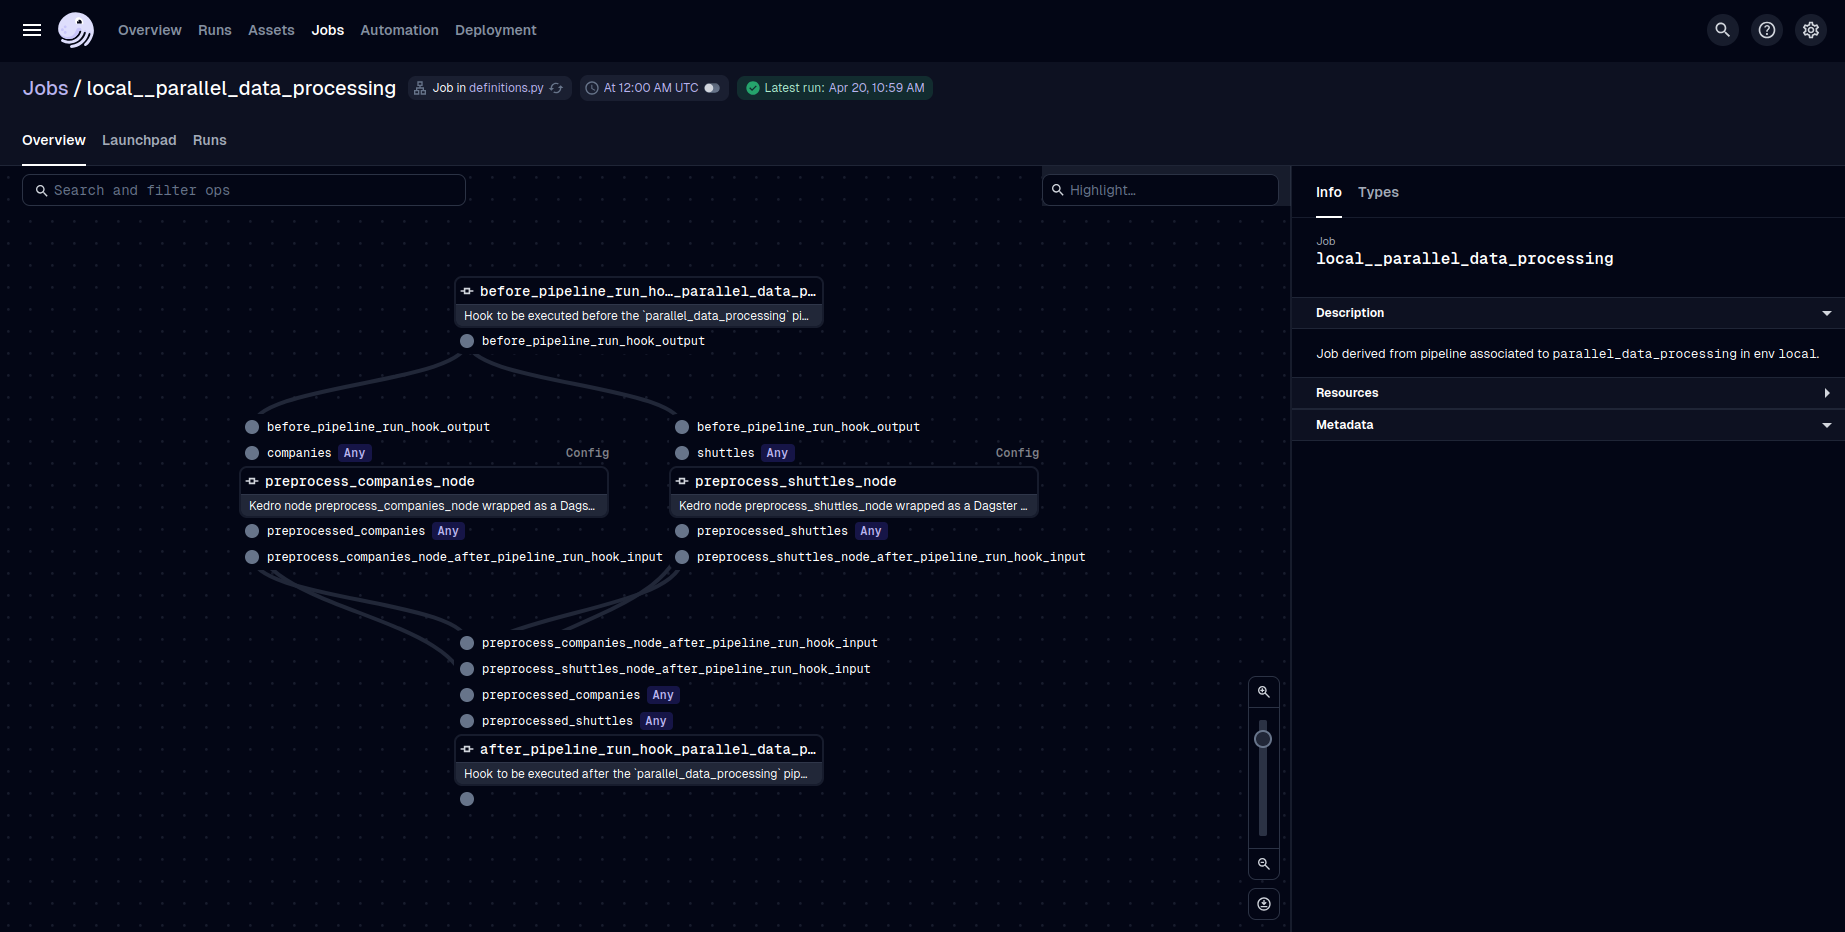 Overview Runs Assets Jobs Automation Deployment
Jobs / local__parallel_data_processing Job in definitions.py At 12:00 AM UTC Latest run: Apr 20, 10:59 AM
Overview Launchpad Runs
Search and filter ops
Highlight…
Info Types
Job
local__parallel_data_processing
Description
Job derived from pipeline associated to parallel_data_processing in env local.
Resources
Metadata
before_pipeline_run_ho…_parallel_data_p…
Hook to be executed before the `parallel_data_processing` pi…
before_pipeline_run_hook_output
before_pipeline_run_hook_output
companies Any Config
preprocess_companies_node
Kedro node preprocess_companies_node wrapped as a Dags…
preprocessed_companies Any
preprocess_companies_node_after_pipeline_run_hook_input
before_pipeline_run_hook_output
shuttles Any Config
preprocess_shuttles_node
Kedro node preprocess_shuttles_node wrapped as a Dagster …
preprocessed_shuttles Any
preprocess_shuttles_node_after_pipeline_run_hook_input
preprocess_companies_node_after_pipeline_run_hook_input
preprocess_shuttles_node_after_pipeline_run_hook_input
preprocessed_companies Any
preprocessed_shuttles Any
after_pipeline_run_hook_parallel_data_p…
Hook to be executed after the `parallel_data_processing` pip…